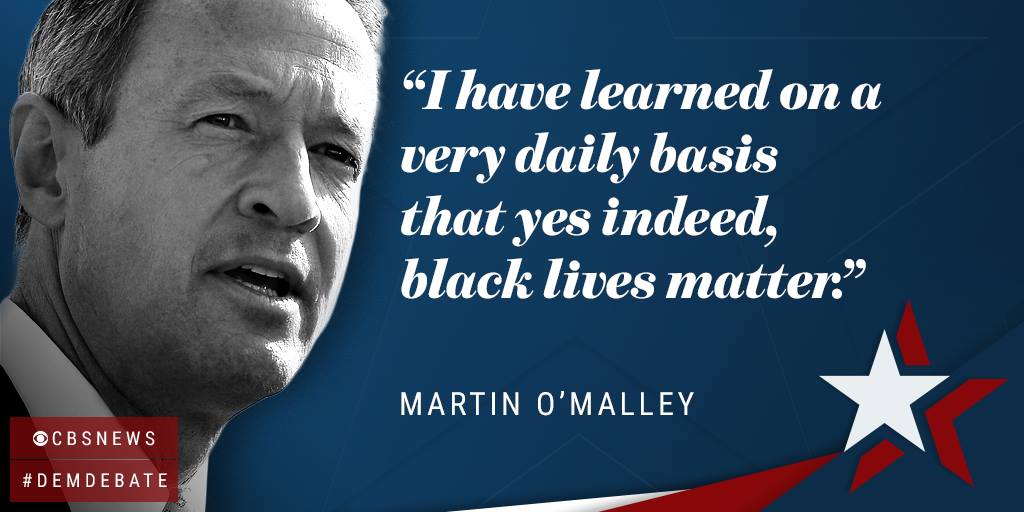 “I have learned on a
very daily basis
that yes indeed,
black lives matter.”
MARTIN O’MALLEY
CBSNEWS
#DEMDEBATE